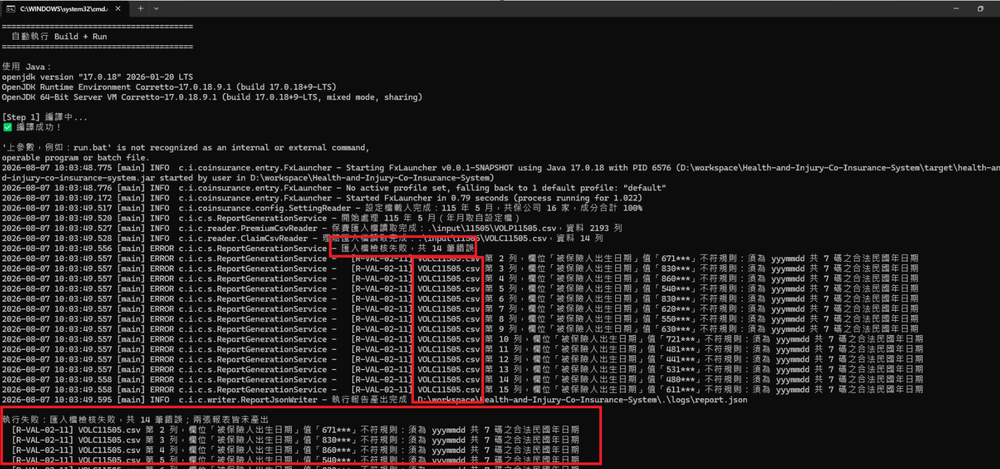 C:\WINDOWS\system32\cmd.
========================================
自動執行 Build + Run
========================================
使用 Java：
openjdk version "17.0.18" 2026-01-20 LTS
OpenJDK Runtime Environment Corretto-17.0.18.9.1 (build 17.0.18+9-LTS)
OpenJDK 64-Bit Server VM Corretto-17.0.18.9.1 (build 17.0.18+9-LTS, mixed mode, sharing)
[Step 1] 編譯中...
✅ 編譯成功！
'上參數，例如：run.bat' is not recognized as an internal or external command,
operable program or batch file.
2026-08-07 10:03:48.775 [main] INFO  c.i.coinsurance.entry.FxLauncher - Starting FxLauncher v0.0.1-SNAPSHOT using Java 17.0.18 with PID 6576 (D:\workspace\Health-and-Injury-Co-Insurance-System\target\health-an
d-injury-co-insurance-system.jar started by user in D:\workspace\Health-and-Injury-Co-Insurance-System)
2026-08-07 10:03:48.776 [main] INFO  c.i.coinsurance.entry.FxLauncher - No active profile set, falling back to 1 default profile: "default"
2026-08-07 10:03:49.172 [main] INFO  c.i.coinsurance.entry.FxLauncher - Started FxLauncher in 0.79 seconds (process running for 1.022)
2026-08-07 10:03:49.517 [main] INFO  c.i.coinsurance.config.SettingReader - 設定檔載入完成：115 年 5 月，共保公司 16 家，成分合計 100%
2026-08-07 10:03:49.520 [main] INFO  c.i.c.s.ReportGenerationService - 開始處理 115 年 5 月（年月取自設定檔）
2026-08-07 10:03:49.527 [main] INFO  c.i.c.reader.PremiumCsvReader - 保費匯入檔讀取完成：.\input\11505\VOLP11505.csv，資料 2193 列
2026-08-07 10:03:49.528 [main] INFO  c.i.c.reader.ClaimCsvReader - 理賠匯入檔讀取完成：.\input\11505\VOLC11505.csv，資料 14 列
2026-08-07 10:03:49.556 [main] ERROR c.i.c.s.ReportGenerationService - 匯入檔檢核失敗，共 14 筆錯誤
2026-08-07 10:03:49.557 [main] ERROR c.i.c.s.ReportGenerationService -   [R-VAL-02-11] VOLC11505.csv 第 2 列，欄位「被保險人出生日期」值「671***」不符規則：須為 yyymmdd 共 7 碼之合法民國年日期
2026-08-07 10:03:49.557 [main] ERROR c.i.c.s.ReportGenerationService -   [R-VAL-02-11] VOLC11505.csv 第 3 列，欄位「被保險人出生日期」值「830***」不符規則：須為 yyymmdd 共 7 碼之合法民國年日期
2026-08-07 10:03:49.557 [main] ERROR c.i.c.s.ReportGenerationService -   [R-VAL-02-11] VOLC11505.csv 第 4 列，欄位「被保險人出生日期」值「860***」不符規則：須為 yyymmdd 共 7 碼之合法民國年日期
2026-08-07 10:03:49.557 [main] ERROR c.i.c.s.ReportGenerationService -   [R-VAL-02-11] VOLC11505.csv 第 5 列，欄位「被保險人出生日期」值「540***」不符規則：須為 yyymmdd 共 7 碼之合法民國年日期
2026-08-07 10:03:49.557 [main] ERROR c.i.c.s.ReportGenerationService -   [R-VAL-02-11] VOLC11505.csv 第 6 列，欄位「被保險人出生日期」值「830***」不符規則：須為 yyymmdd 共 7 碼之合法民國年日期
2026-08-07 10:03:49.557 [main] ERROR c.i.c.s.ReportGenerationService -   [R-VAL-02-11] VOLC11505.csv 第 7 列，欄位「被保險人出生日期」值「620***」不符規則：須為 yyymmdd 共 7 碼之合法民國年日期
2026-08-07 10:03:49.557 [main] ERROR c.i.c.s.ReportGenerationService -   [R-VAL-02-11] VOLC11505.csv 第 8 列，欄位「被保險人出生日期」值「550***」不符規則：須為 yyymmdd 共 7 碼之合法民國年日期
2026-08-07 10:03:49.557 [main] ERROR c.i.c.s.ReportGenerationService -   [R-VAL-02-11] VOLC11505.csv 第 9 列，欄位「被保險人出生日期」值「630***」不符規則：須為 yyymmdd 共 7 碼之合法民國年日期
2026-08-07 10:03:49.557 [main] ERROR c.i.c.s.ReportGenerationService -   [R-VAL-02-11] VOLC11505.csv 第 10 列，欄位「被保險人出生日期」值「721***」不符規則：須為 yyymmdd 共 7 碼之合法民國年日期
2026-08-07 10:03:49.557 [main] ERROR c.i.c.s.ReportGenerationService -   [R-VAL-02-11] VOLC11505.csv 第 11 列，欄位「被保險人出生日期」值「481***」不符規則：須為 yyymmdd 共 7 碼之合法民國年日期
2026-08-07 10:03:49.557 [main] ERROR c.i.c.s.ReportGenerationService -   [R-VAL-02-11] VOLC11505.csv 第 12 列，欄位「被保險人出生日期」值「441***」不符規則：須為 yyymmdd 共 7 碼之合法民國年日期
2026-08-07 10:03:49.557 [main] ERROR c.i.c.s.ReportGenerationService -   [R-VAL-02-11] VOLC11505.csv 第 13 列，欄位「被保險人出生日期」值「531***」不符規則：須為 yyymmdd 共 7 碼之合法民國年日期
2026-08-07 10:03:49.558 [main] ERROR c.i.c.s.ReportGenerationService -   [R-VAL-02-11] VOLC11505.csv 第 14 列，欄位「被保險人出生日期」值「480***」不符規則：須為 yyymmdd 共 7 碼之合法民國年日期
2026-08-07 10:03:49.558 [main] ERROR c.i.c.s.ReportGenerationService -   [R-VAL-02-11] VOLC11505.csv 第 15 列，欄位「被保險人出生日期」值「611***」不符規則：須為 yyymmdd 共 7 碼之合法民國年日期
2026-08-07 10:03:49.595 [main] INFO  c.i.c.writer.ReportJsonWriter - 執行報告產出完成：D:\workspace\Health-and-Injury-Co-Insurance-System\.\logs\report.json
執行失敗：匯入檔檢核失敗，共 14 筆錯誤；兩張報表皆未產出
[R-VAL-02-11] VOLC11505.csv 第 2 列，欄位「被保險人出生日期」值「671***」不符規則：須為 yyymmdd 共 7 碼之合法民國年日期
[R-VAL-02-11] VOLC11505.csv 第 3 列，欄位「被保險人出生日期」值「830***」不符規則：須為 yyymmdd 共 7 碼之合法民國年日期
[R-VAL-02-11] VOLC11505.csv 第 4 列，欄位「被保險人出生日期」值「860***」不符規則：須為 yyymmdd 共 7 碼之合法民國年日期
[R-VAL-02-11] VOLC11505.csv 第 5 列，欄位「被保險人出生日期」值「540***」不符規則：須為 yyymmdd 共 7 碼之合法民國年日期